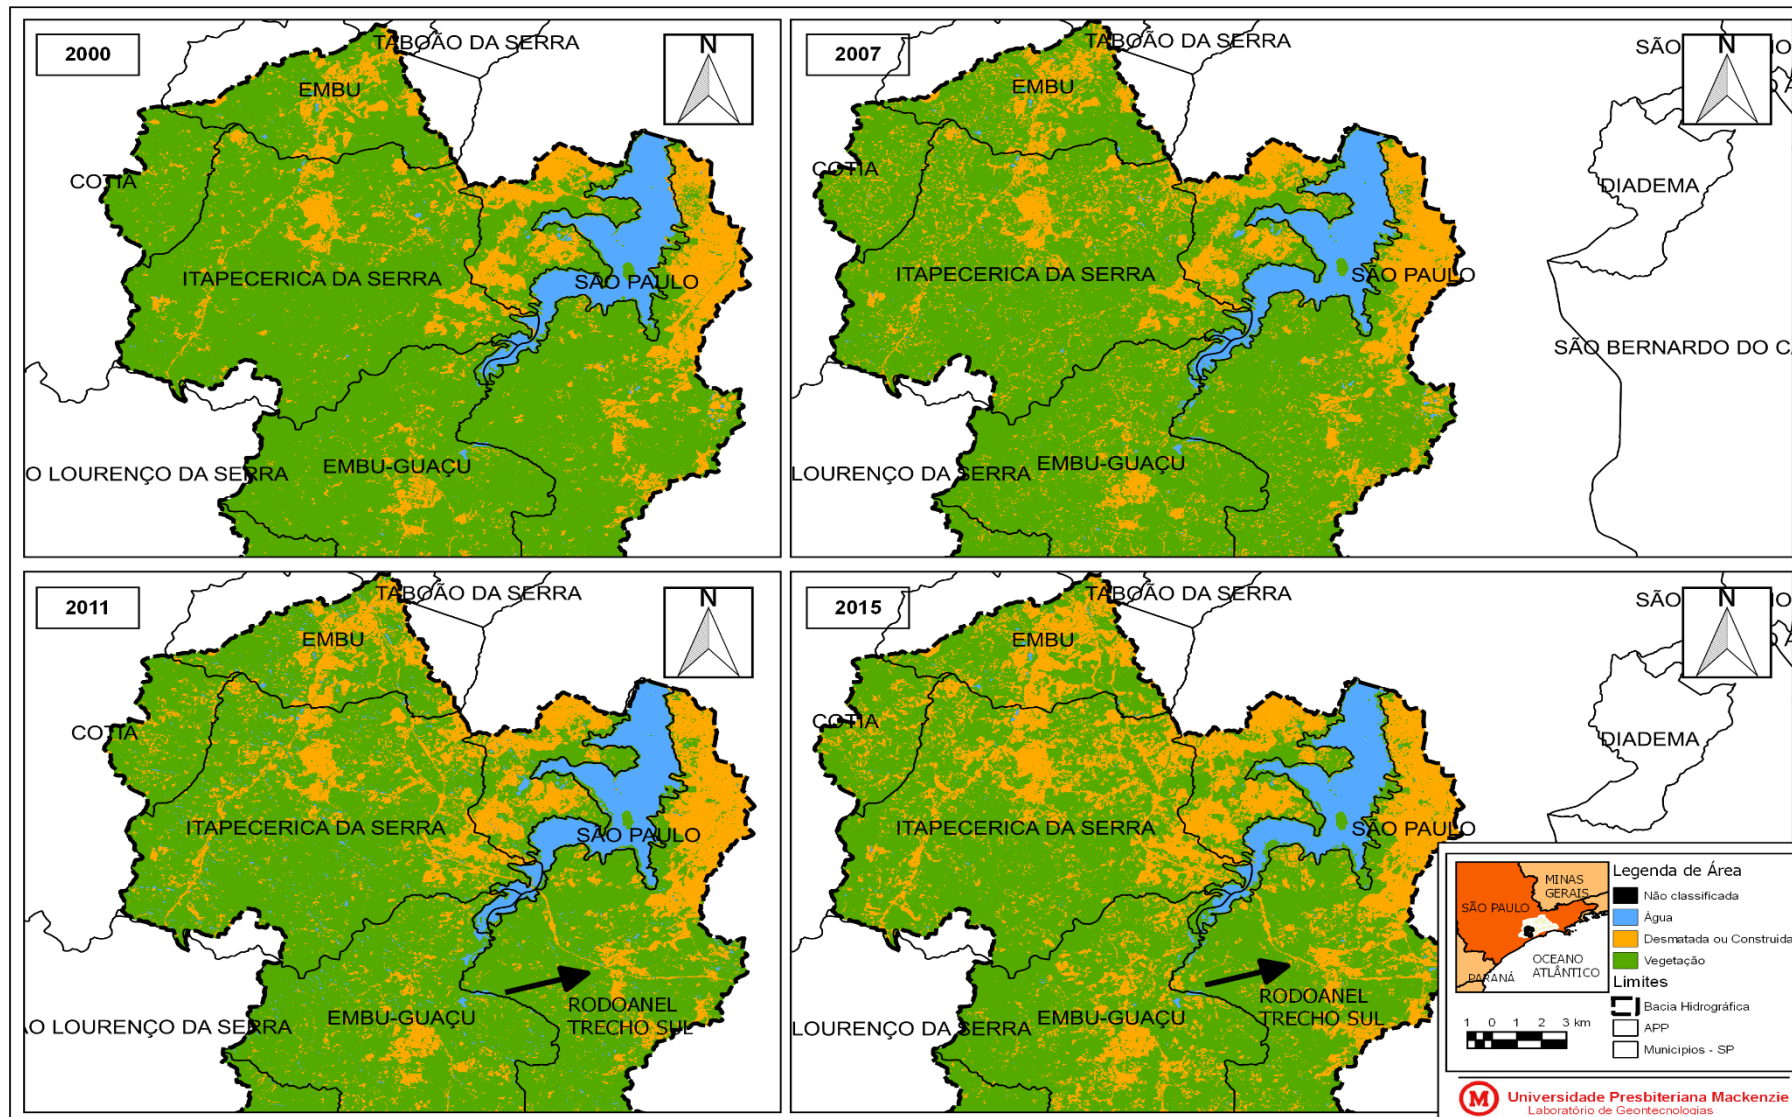 2000
TABOÃO DA SERRA
N
EMBU
COTIA
ITAPECERICA DA SERRA
SÃO PAULO
O LOURENÇO DA SERRA
EMBU-GUAÇU
2007
TABOÃO DA SERRA
SÃO
N
IO
EMBU
COTIA
DIADEMA
ITAPECERICA DA SERRA
SÃO PAULO
SÃO BERNARDO DO C
LOURENÇO DA SERRA
EMBU-GUAÇU
2011
TABOÃO DA SERRA
N
EMBU
COTIA
ITAPECERICA DA SERRA
SÃO PAULO
RODOANEL
TRECHO SUL
EMBU-GUAÇU
O LOURENÇO DA SERRA
2015
TABOÃO DA SERRA
SÃO
N
IO
EMBU
COTIA
DIADEMA
ITAPECERICA DA SERRA
SÃO PAULO
RODOANEL
TRECHO SUL
EMBU-GUAÇU
LOURENÇO DA SERRA
MINAS
GERAIS
SÃO PAULO
OCEANO
ATLÂNTICO
PARANÁ
Legenda de Área
Não classificada
Água
Desmatada ou Construida
Vegetação
Limites
Bacia Hidrográfica
APP
Municipios - SP
1 0 1 2 3 km
M
Universidade Presbiteriana Mackenzie
Laboratório de Geontecnologias